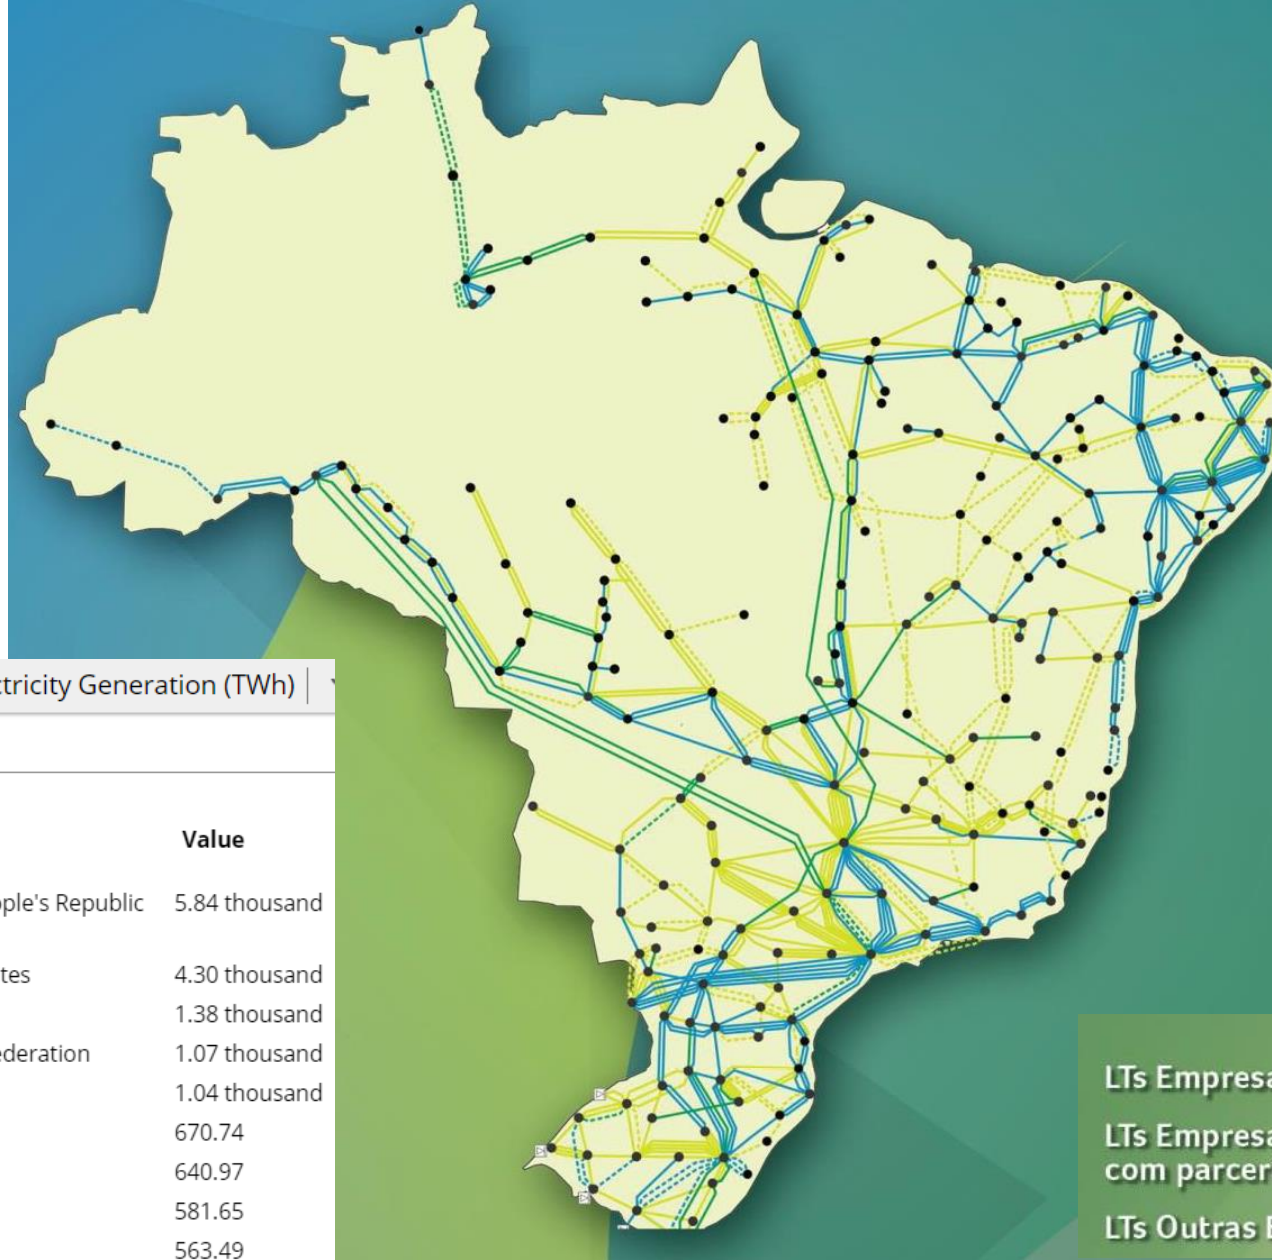 ctricity Generation (TWh)
Value
ople's Republic 5.84 thousand
tes 4.30 thousand
1.38 thousand
ederation 1.07 thousand
1.04 thousand
670.74
640.97
581.65
563.49
LTs Empresa
LTs Empresa
com parcer
LTs Outras E